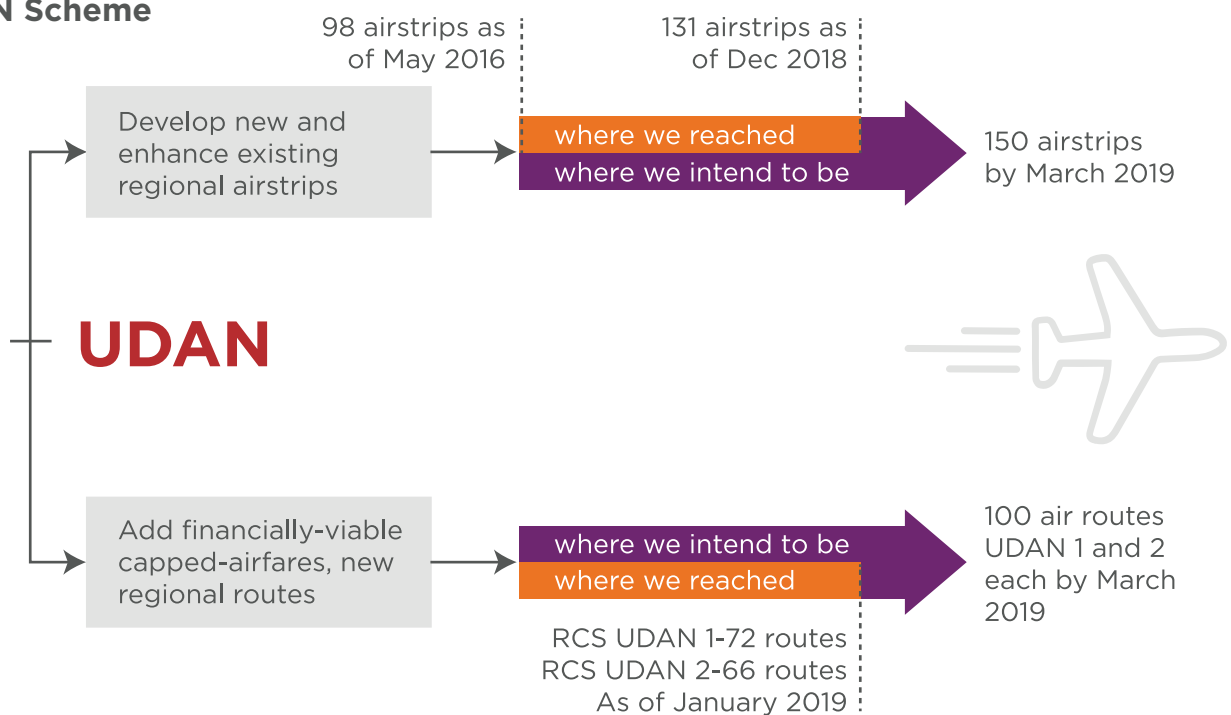 N Scheme
98 airstrips as
of May 2016
131 airstrips as
of Dec 2018
Develop new and
enhance existing
regional airstrips
where we reached
where we intend to be
150 airstrips
by March 2019
UDAN
Add financially-viable
capped-airfares, new
regional routes
where we intend to be
where we reached
100 air routes
UDAN 1 and 2
each by March
2019
RCS UDAN 1-72 routes
RCS UDAN 2-66 routes
As of January 2019